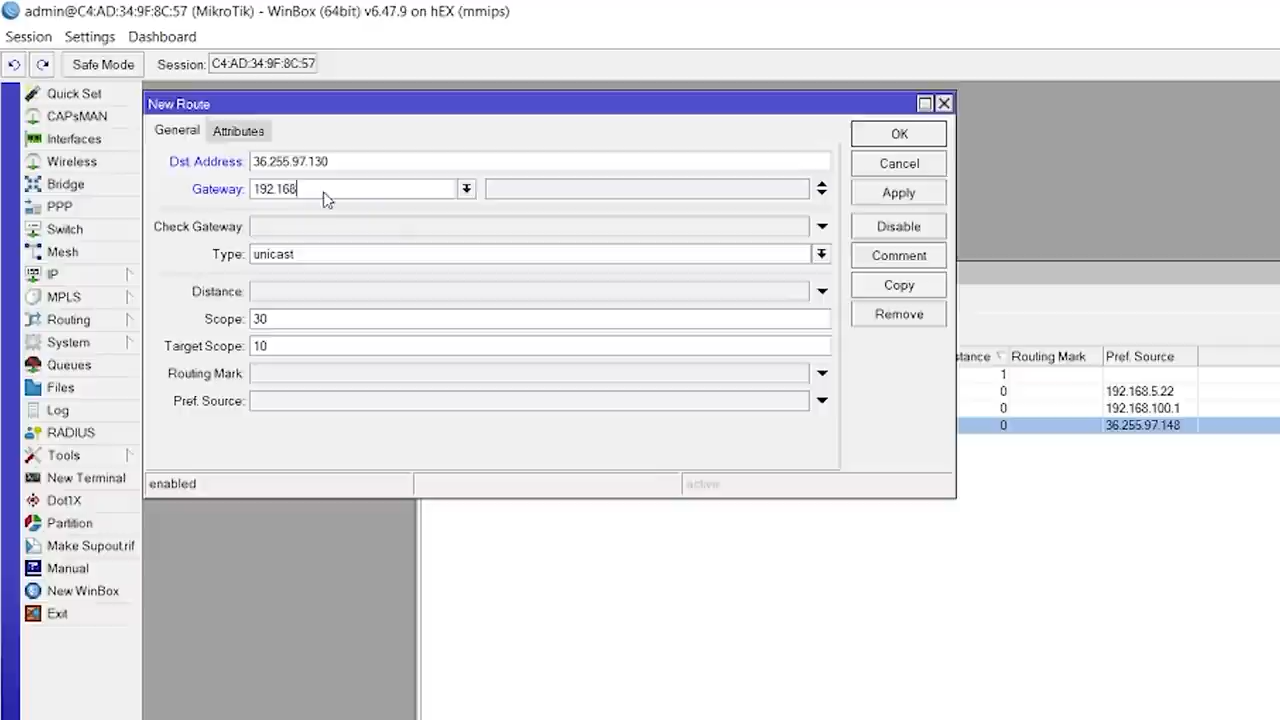 admin@C4:AD:34:9F:8C:57 (MikroTik) - WinBox (64bit) v6.47.9 on hEX (mmips)
Session Settings Dashboard
Safe Mode Session: C4:AD:34:9F:8C:57
Quick Set
CAPsMAN
Interfaces
Wireless
Bridge
PPP
Switch
Mesh
IP
MPLS
Routing
System
Queues
Files
Log
RADIUS
Tools
New Terminal
Dot1X
Partition
Make Supout.rif
Manual
New WinBox
Exit
New Route
General Attributes
Dst. Address: 36.255.97.130
Gateway: 192.168
Check Gateway:
Type: unicast
Distance:
Scope: 30
Target Scope: 10
Routing Mark:
Pref. Source:
enabled active
OK
Cancel
Apply
Disable
Comment
Copy
Remove
stance Routing Mark Pref. Source
1
0 192.168.5.22
0 192.168.100.1
0 36.255.97.148